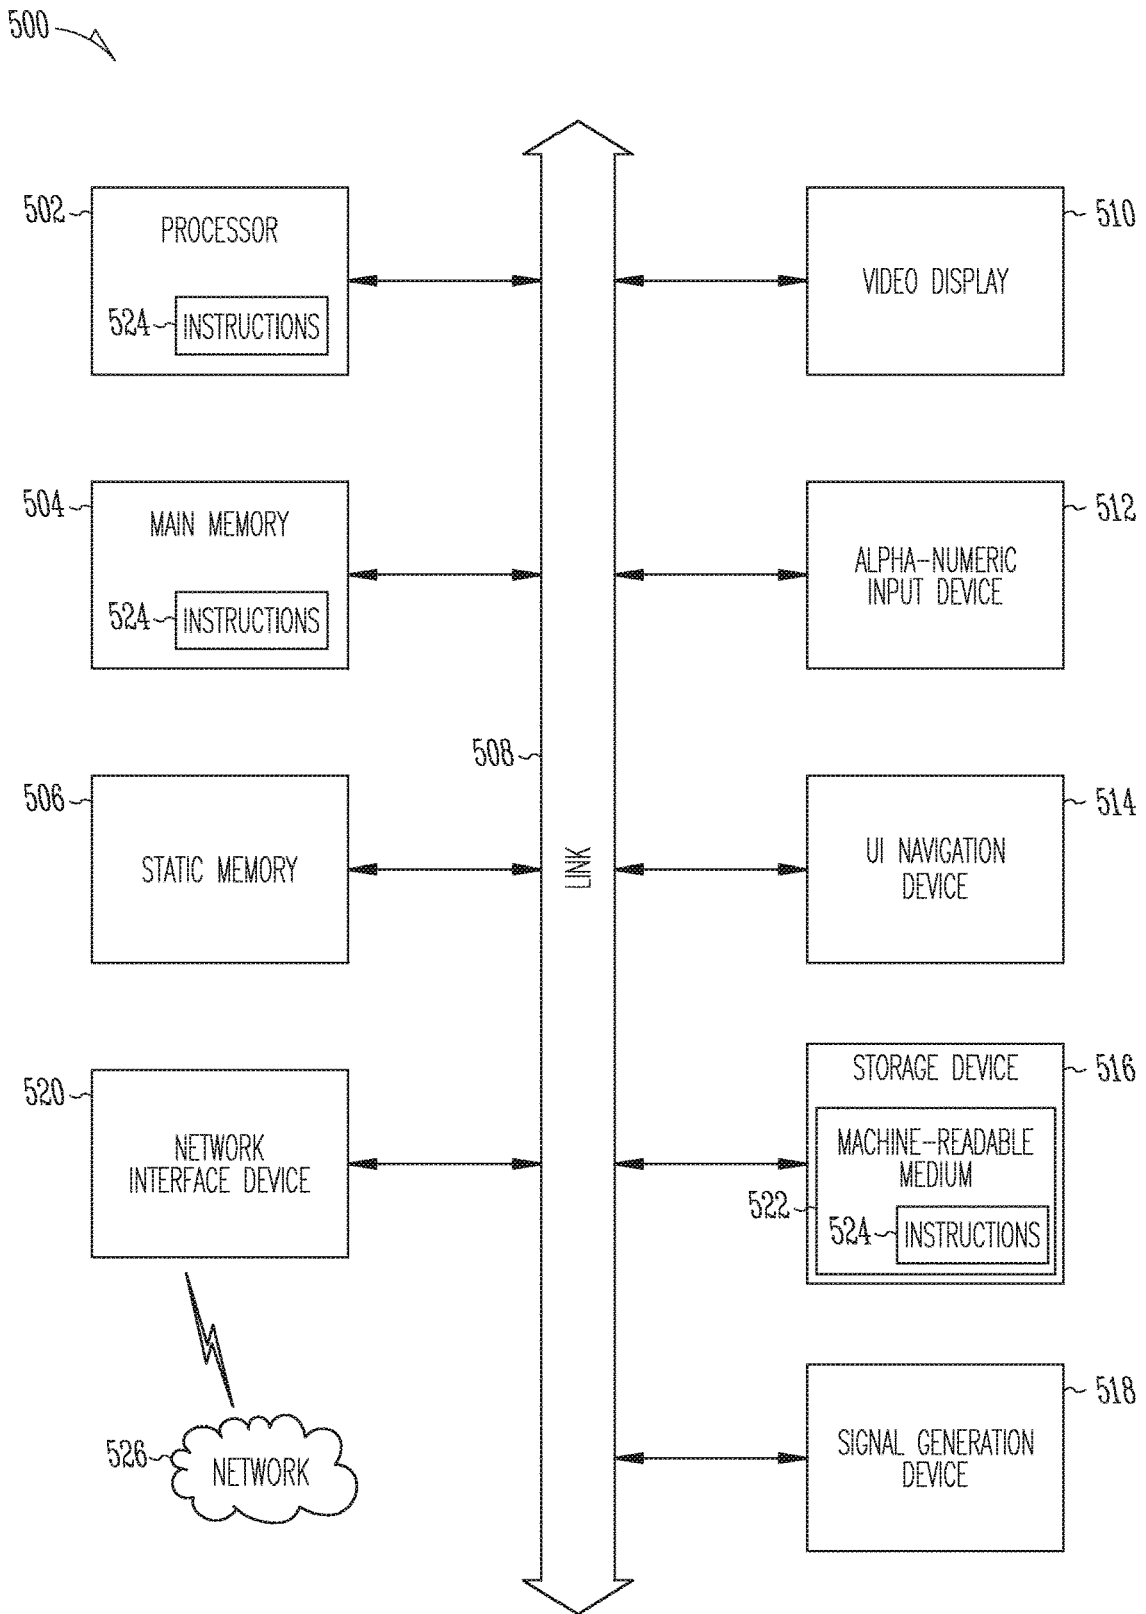 500
502
PROCESSOR
524
INSTRUCTIONS
504
MAIN MEMORY
524
INSTRUCTIONS
506
STATIC MEMORY
520
NETWORK
INTERFACE DEVICE
526
NETWORK
508
LINK
510
VIDEO DISPLAY
512
ALPHA-NUMERIC
INPUT DEVICE
514
UI NAVIGATION
DEVICE
516
STORAGE DEVICE
MACHINE-READABLE
MEDIUM
522
524
INSTRUCTIONS
518
SIGNAL GENERATION
DEVICE